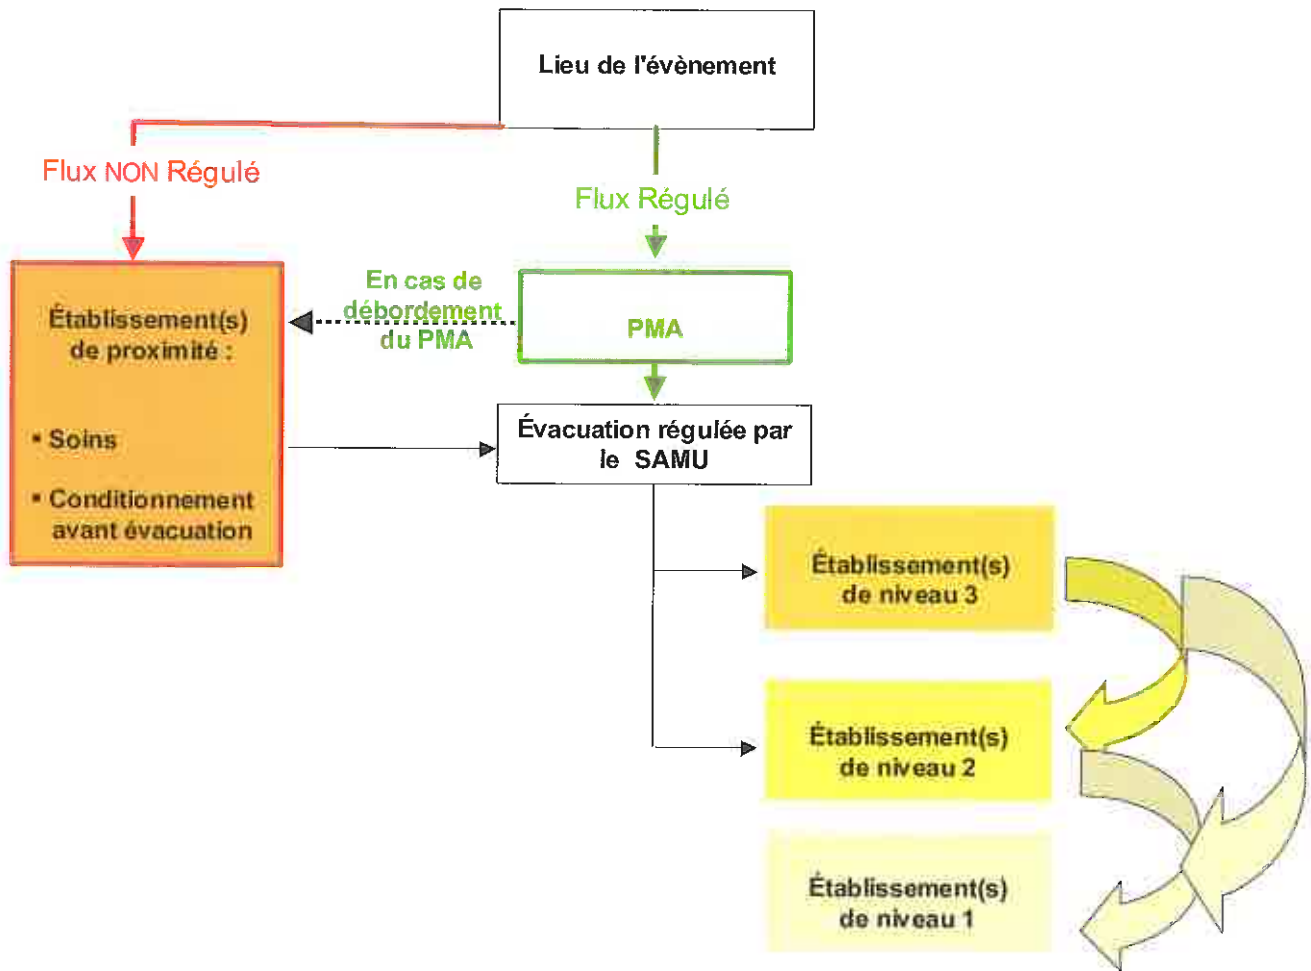 Lieu de l'évènement
Flux NON Régulé
Flux Régulé
En cas de
débordement
du PMA
PMA
Établissement(s)
de proximité :
▪ Soins
▪ Conditionnement
avant évacuation
Évacuation régulée par
le SAMU
Établissement(s)
de niveau 3
Établissement(s)
de niveau 2
Établissement(s)
de niveau 1